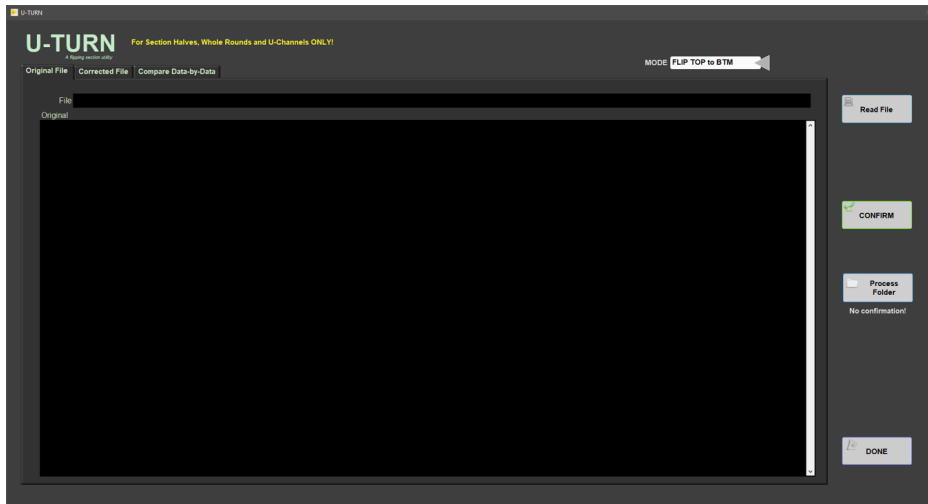 U-TURN
U-TURN
For Section Halves, Whole Rounds and U-Channels ONLY!
A flipping section utility
MODE FLIP TOP to BTM
Original File Corrected File Compare Data-by-Data
File
Read File
Original
CONFIRM
Process
Folder
No confirmation!
DONE